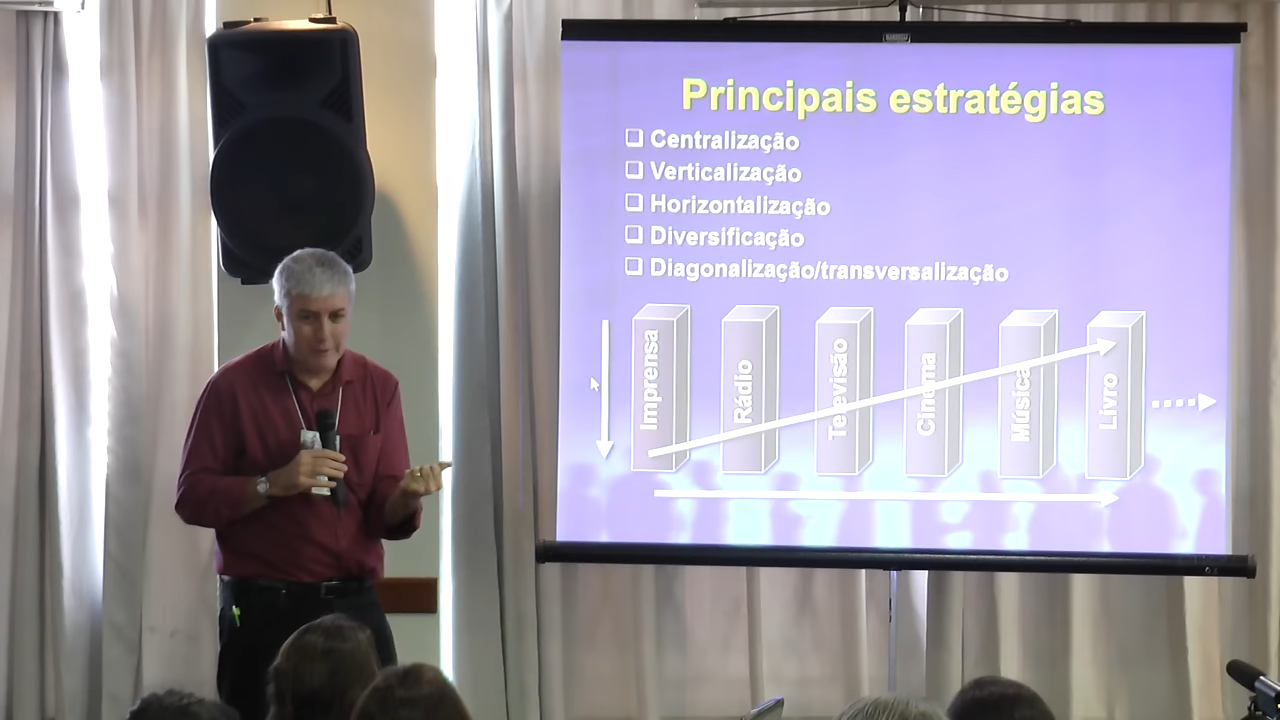 Principais estratégias
Centralização
Verticalização
Horizontalização
Diversificação
Diagonalização/transversalização
Imprensa
Rádio
Televisão
Cinema
Música
Livro